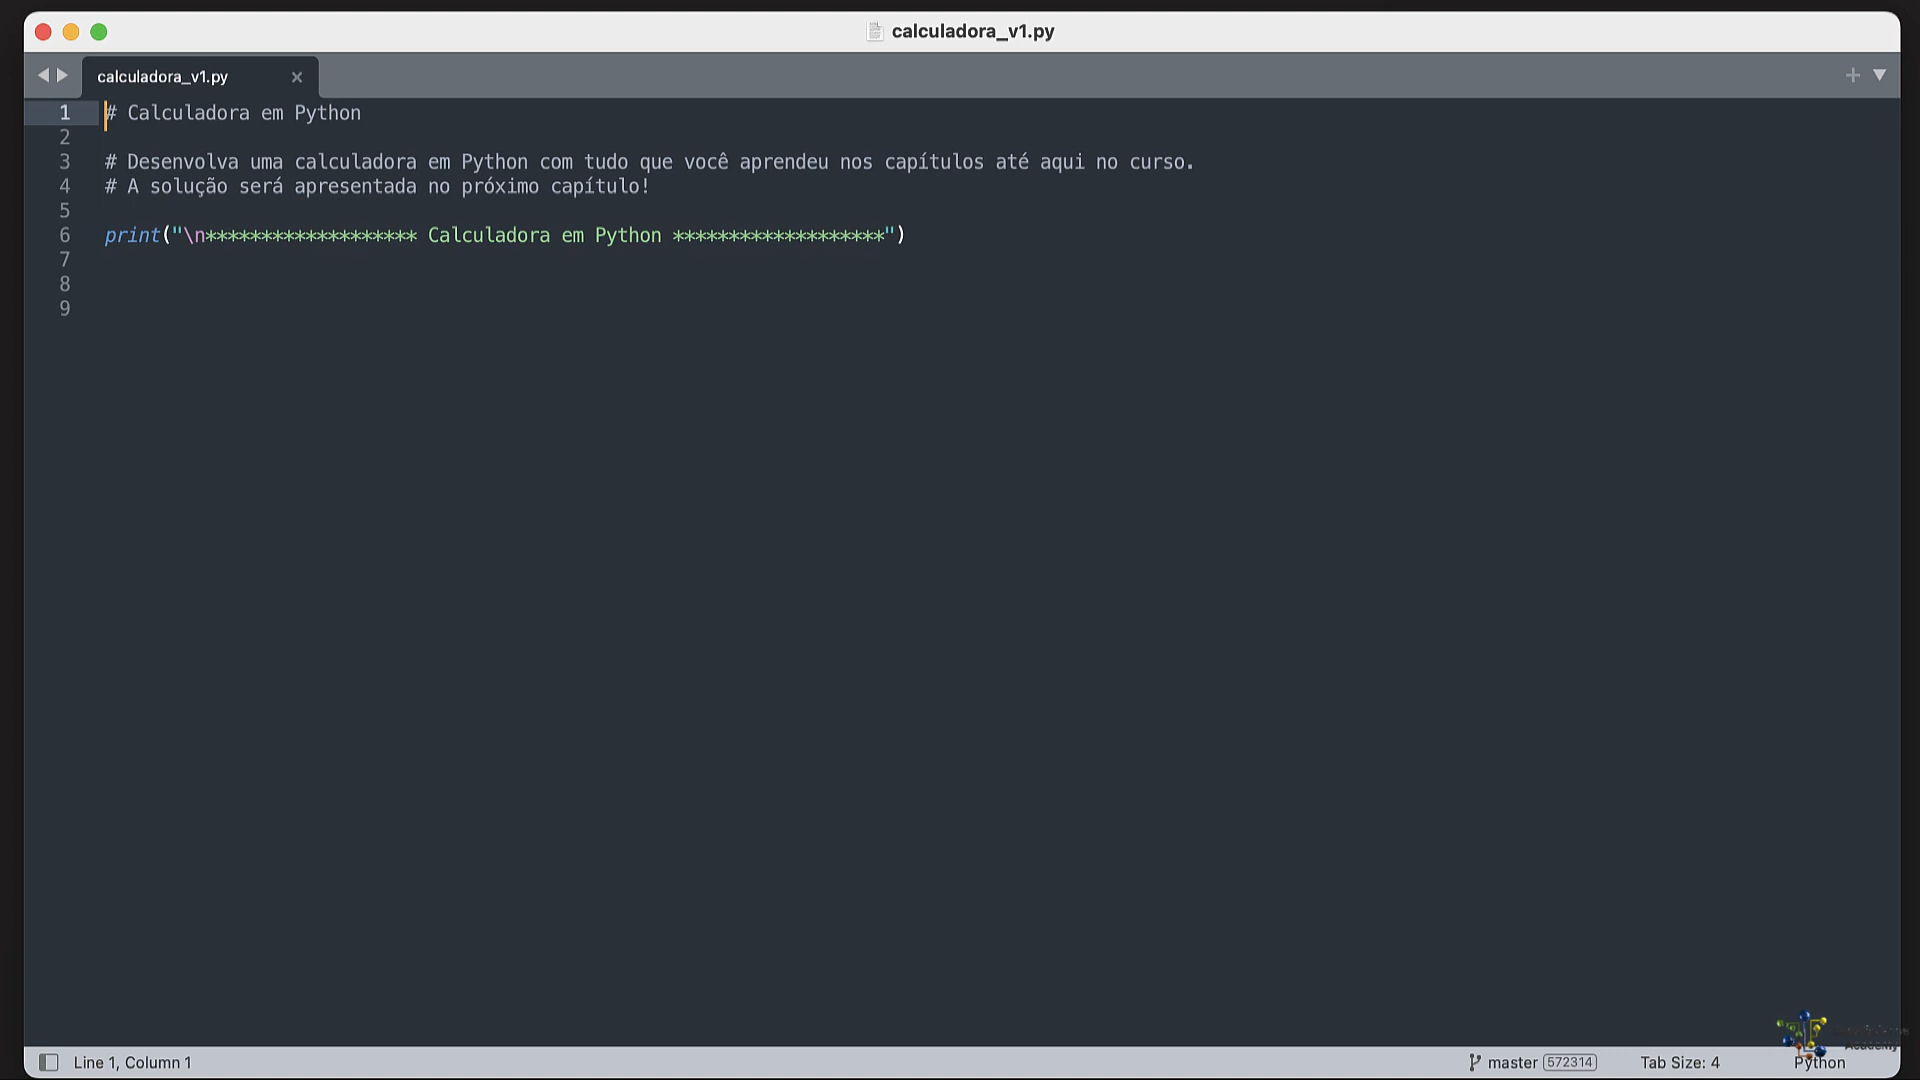 calculadora_v1.py
calculadora_v1.py
1 # Calculadora em Python
2
3 # Desenvolva uma calculadora em Python com tudo que você aprendeu nos capítulos até aqui no curso.
4 # A solução será apresentada no próximo capítulo!
5
6 print("\n******************* Calculadora em Python *******************")
7
8
9
Line 1, Column 1 master 572314 Tab Size: 4 Python
Academy